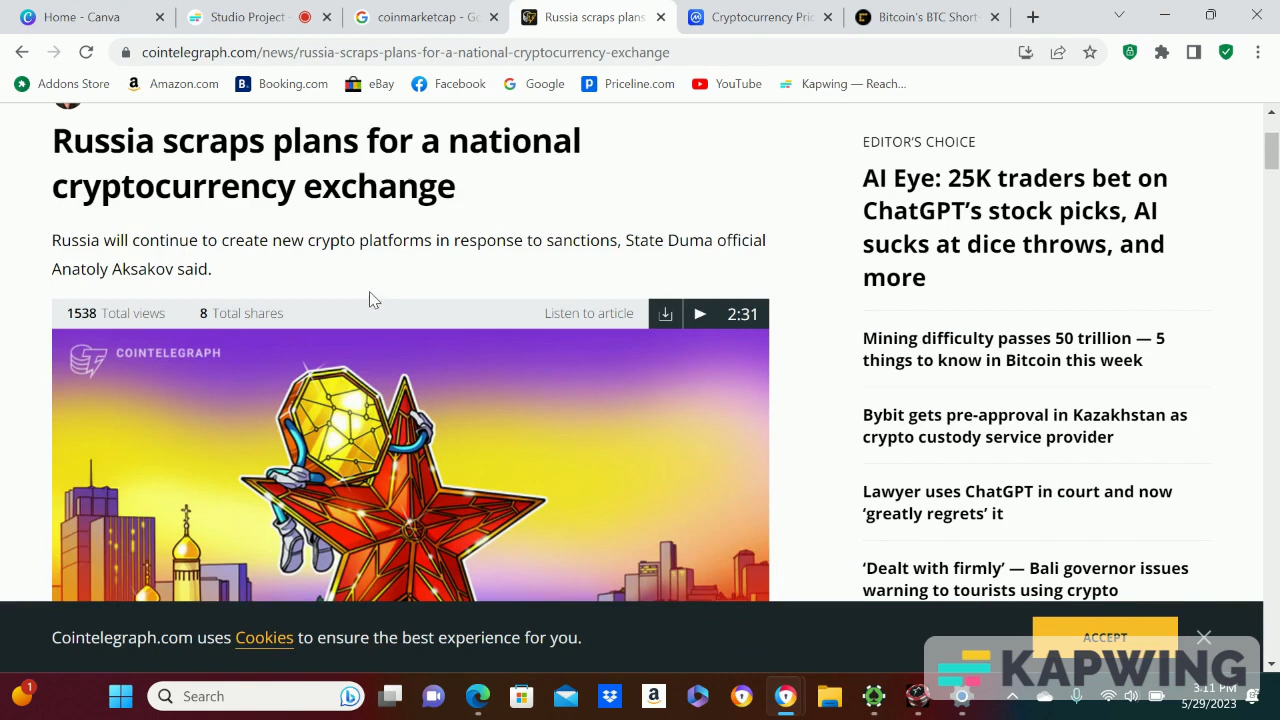 Home - Canva
Studio Project -
coinmarketcap - Go
Russia scraps plans
Cryptocurrency Pric
Bitcoin's BTC Short-
cointelegraph.com/news/russia-scraps-plans-for-a-national-cryptocurrency-exchange
Addons Store
Amazon.com
Booking.com
eBay
Facebook
Google
Priceline.com
YouTube
Kapwing — Reach...
Russia scraps plans for a national
cryptocurrency exchange
Russia will continue to create new crypto platforms in response to sanctions, State Duma official
Anatoly Aksakov said.
1538 Total views
8 Total shares
Listen to article
2:31
COINTELEGRAPH
EDITOR'S CHOICE
AI Eye: 25K traders bet on
ChatGPT's stock picks, AI
sucks at dice throws, and
more
Mining difficulty passes 50 trillion — 5
things to know in Bitcoin this week
Bybit gets pre-approval in Kazakhstan as
crypto custody service provider
Lawyer uses ChatGPT in court and now
‘greatly regrets’ it
‘Dealt with firmly’ — Bali governor issues
warning to tourists using crypto
Cointelegraph.com uses Cookies to ensure the best experience for you.
ACCEPT
KAPWING
1
Search
3:11 PM
5/29/2023